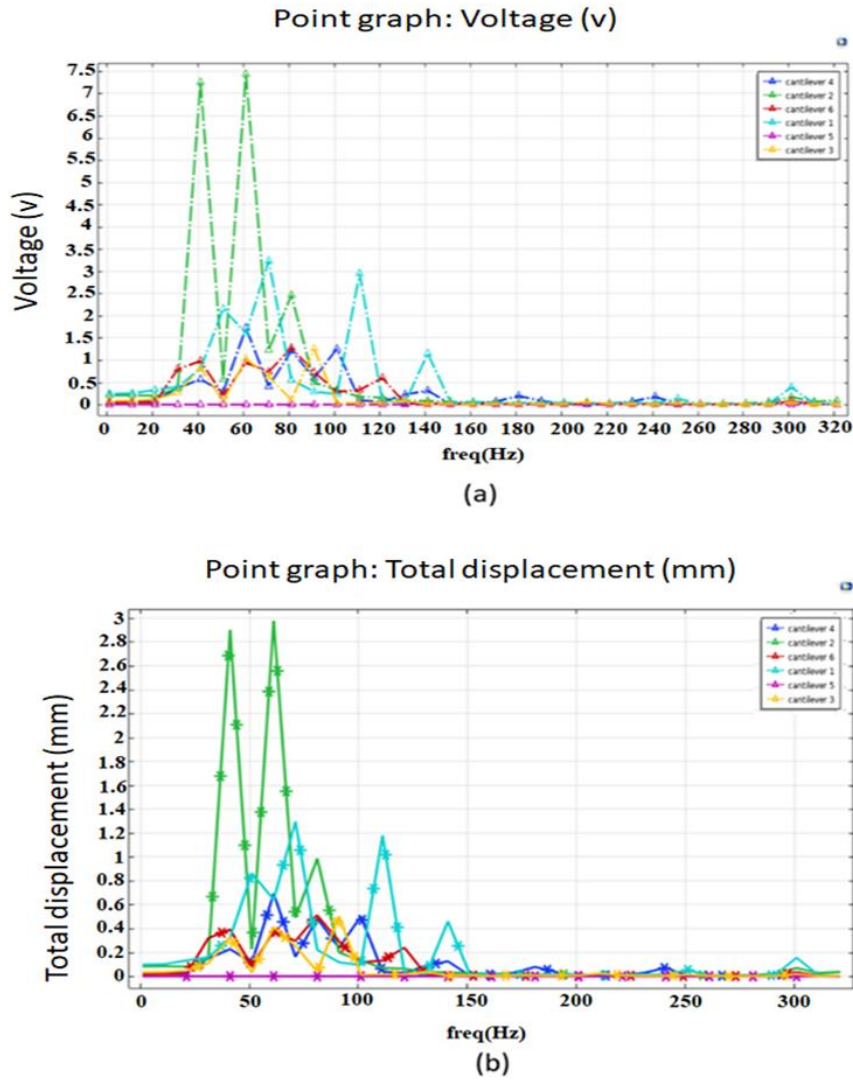 Point graph: Voltage (v)
7.5
7
6.5
6
5.5
5
4.5
4
3.5
3
2.5
2
1.5
1
0.5
0
Voltage (v)
cantilever 4
cantilever 2
cantilever 6
cantilever 1
cantilever 5
cantilever 3
0 20 40 60 80 100 120 140 160 180 200 220 240 260 280 300 320
freq(Hz)
(a)
Point graph: Total displacement (mm)
3
2.8
2.6
2.4
2.2
2
1.8
1.6
1.4
1.2
1
0.8
0.6
0.4
0.2
0
Total displacement (mm)
cantilever 4
cantilever 2
cantilever 6
cantilever 1
cantilever 5
cantilever 3
0 50 100 150 200 250 300
freq(Hz)
(b)